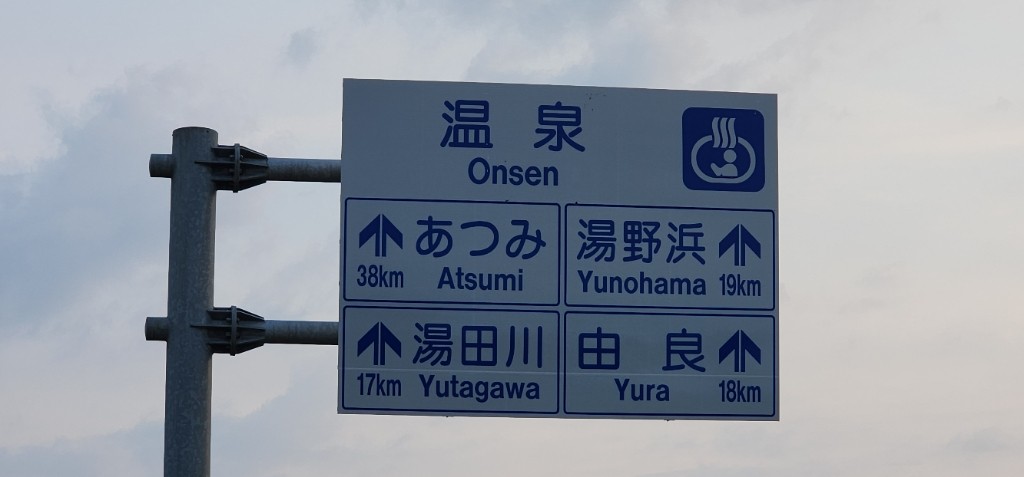 温泉
Onsen
あつみ
38km Atsumi
湯野浜
Yunohama 19km
湯田川
17km Yutagawa
由良
Yura 18km